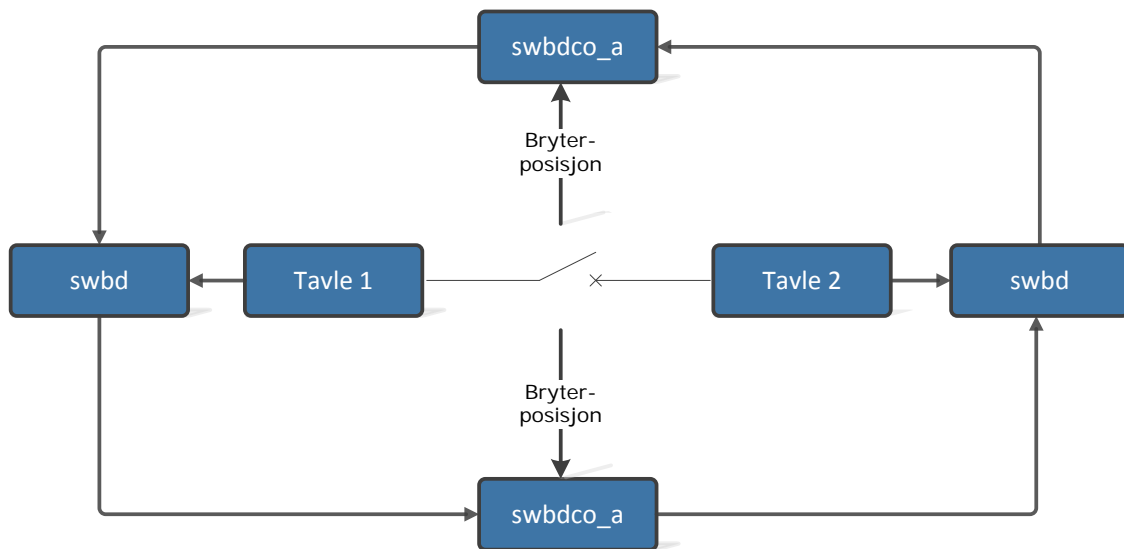 swbdco_a
Bryter-
posisjon
swbd
Tavle 1
Tavle 2
swbd
Bryter-
posisjon
swbdco_a